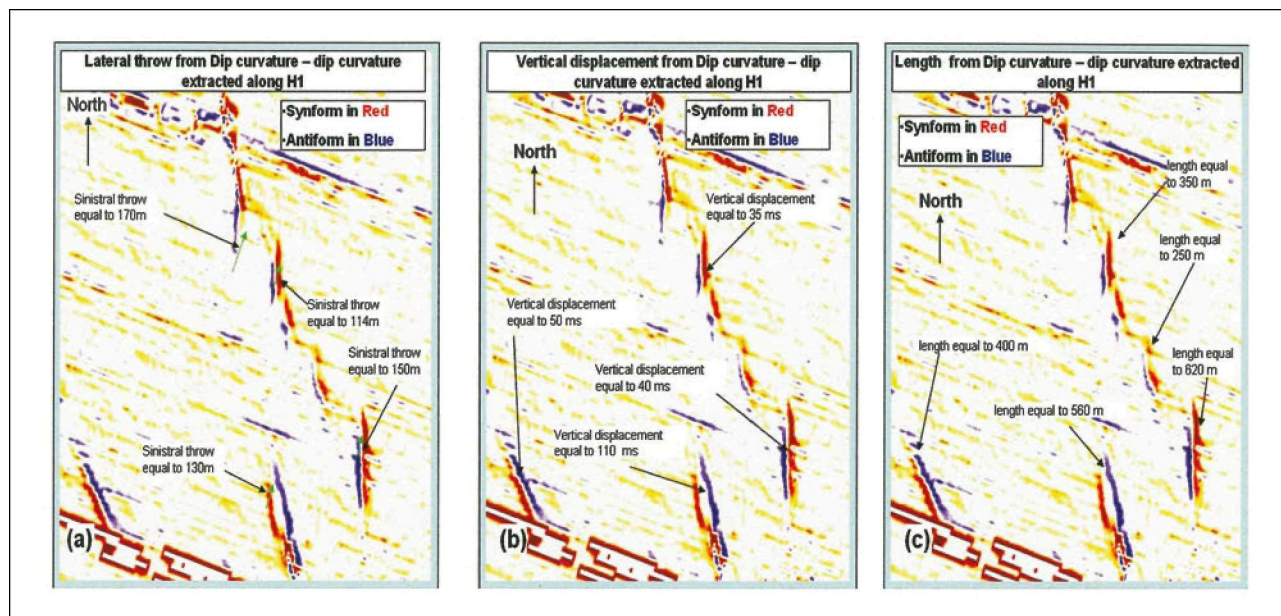 Lateral throw from Dip curvature – dip curvature
extracted along H1
North
·Synform in Red
·Antiform in Blue
Sinistral throw
equal to 170m
Sinistral throw
equal to 114m
Sinistral throw
equal to 150m
Sinistral throw
equal to 130m
(a)
Vertical displacement from Dip curvature – dip
curvature extracted along H1
·Synform in Red
·Antiform in Blue
North
Vertical displacement
equal to 35 ms
Vertical displacement
equal to 50 ms
Vertical displacement
equal to 40 ms
Vertical displacement
equal to 110 ms
(b)
Length from Dip curvature – dip curvature extracted
along H1
·Synform in Red
·Antiform in Blue
North
length equal
to 350 m
length equal to
250 m
length equal to 400 m
length equal
to 620 m
length equal to 560 m
(c)